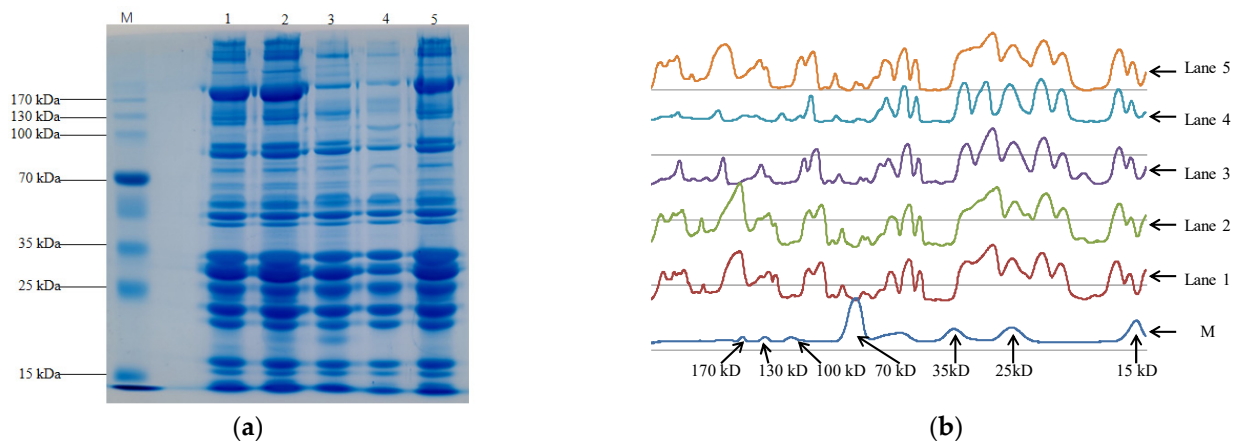 M 1 2 3 4 5
170 kDa
130 kDa
100 kDa
70 kDa
35 kDa
25 kDa
15 kDa
(a)
Lane 5
Lane 4
Lane 3
Lane 2
Lane 1
M
170 kD 130 kD 100 kD 70 kD 35kD 25kD 15 kD
(b)